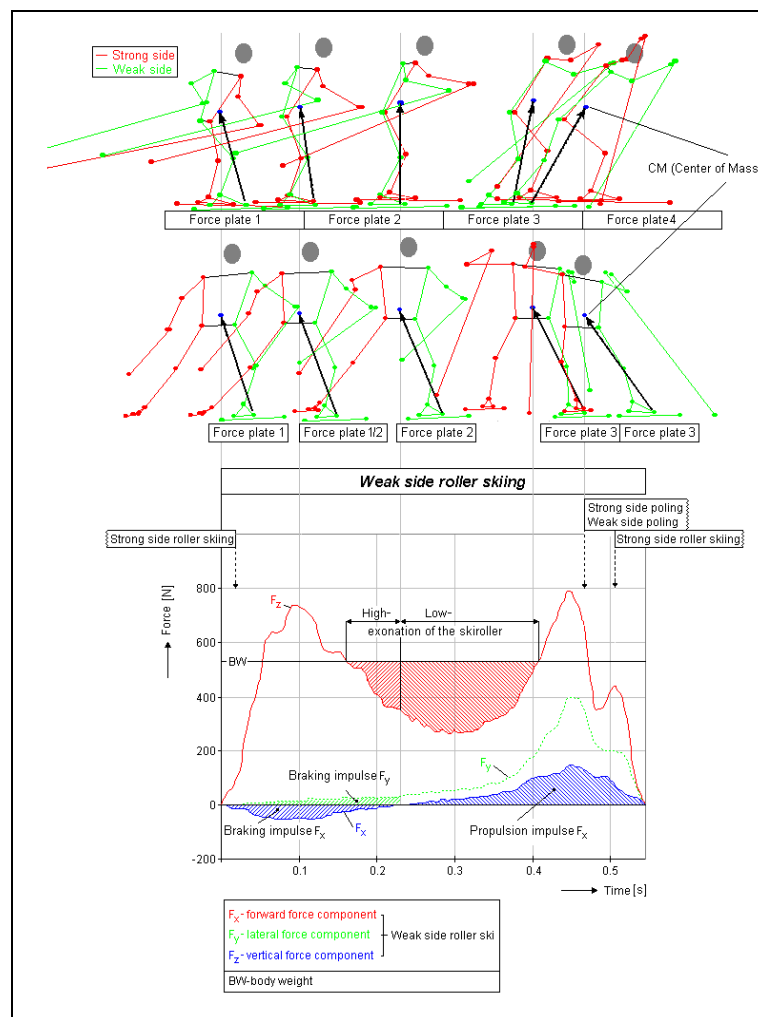 Strong side
Weak side
CM (Center of Mass
Force plate 1
Force plate 2
Force plate 3
Force plate4
Force plate 1
Force plate 1/2
Force plate 2
Force plate 3
Force plate 3
Weak side roller skiing
Strong side poling
Weak side poling
Strong side roller skiing
Strong side roller skiing
Force [N]
800
600
400
200
0
-200
BW
Fz
High-
Low-
exonation of the skiroller
Fy
Braking impulse Fy
Braking impulse Fx
Fx
Propulsion impulse Fx
0.1
0.2
0.3
0.4
0.5
Time [s]
Fx- forward force component
Fy- lateral force component
Weak side roller ski
Fz- vertical force component
BW-body weight